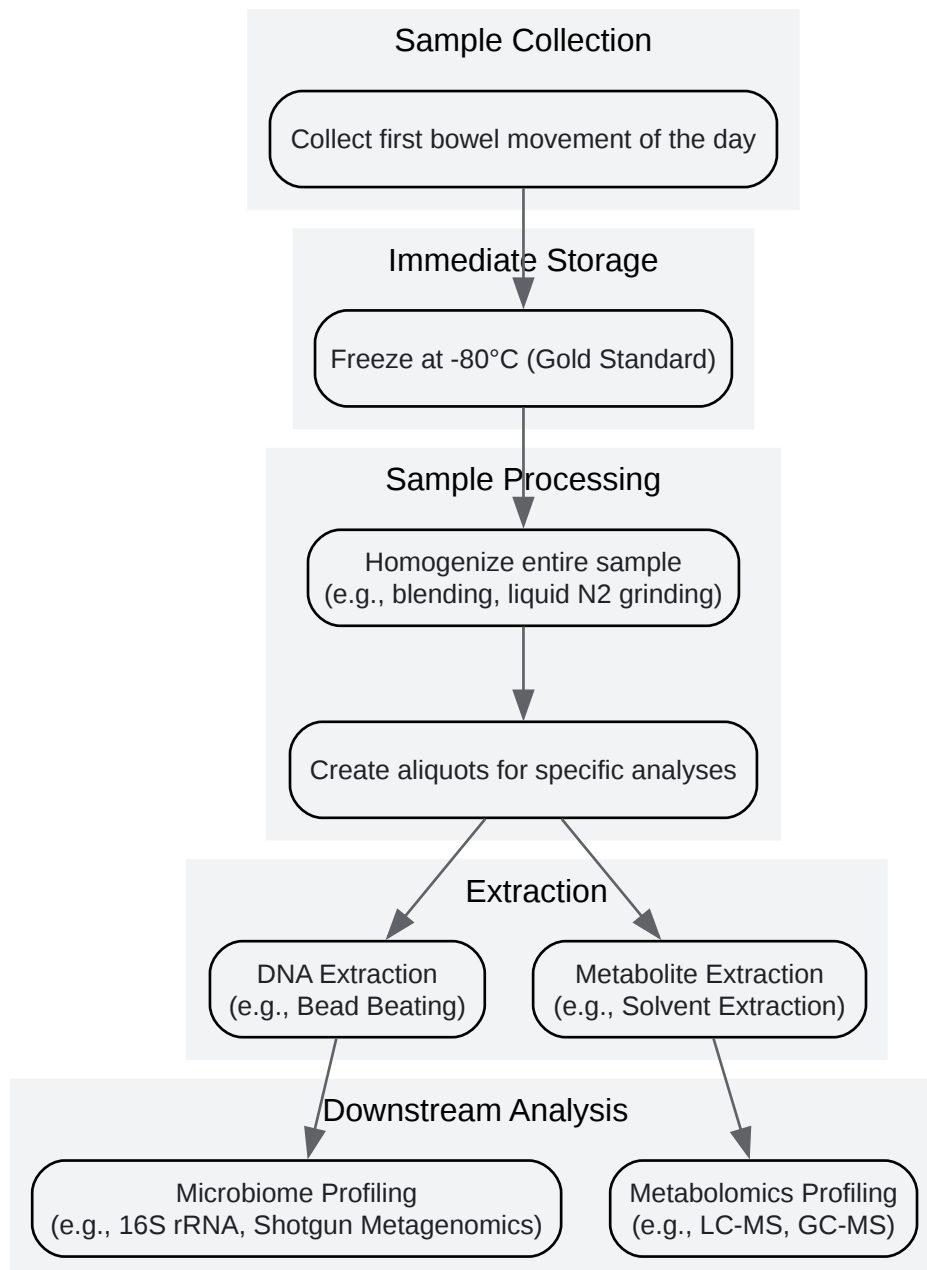 Sample Collection
Collect first bowel movement of the day
Immediate Storage
Freeze at -80°C (Gold Standard)
Sample Processing
Homogenize entire sample
(e.g., blending, liquid N2 grinding)
Create aliquots for specific analyses
Extraction
DNA Extraction
(e.g., Bead Beating)
Metabolite Extraction
(e.g., Solvent Extraction)
Downstream Analysis
Microbiome Profiling
(e.g., 16S rRNA, Shotgun Metagenomics)
Metabolomics Profiling
(e.g., LC-MS, GC-MS)